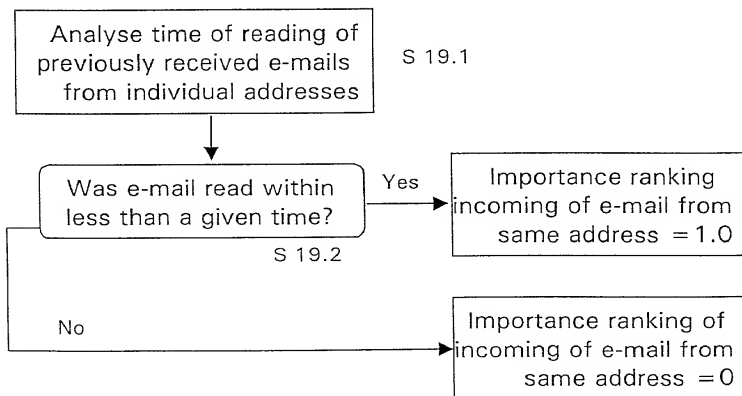 Analyse time of reading of
previously received e-mails
from individual addresses
S 19.1
Was e-mail read within
less than a given time?
S 19.2
Yes
Importance ranking
incoming of e-mail from
same address = 1.0
No
Importance ranking of
incoming of e-mail from
same address = 0